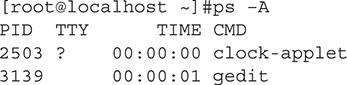 [root@localhost ~]#ps –A
PID  TTY      TIME CMD
2503 ?    00:00:00 clock-applet
3139      00:00:01 gedit